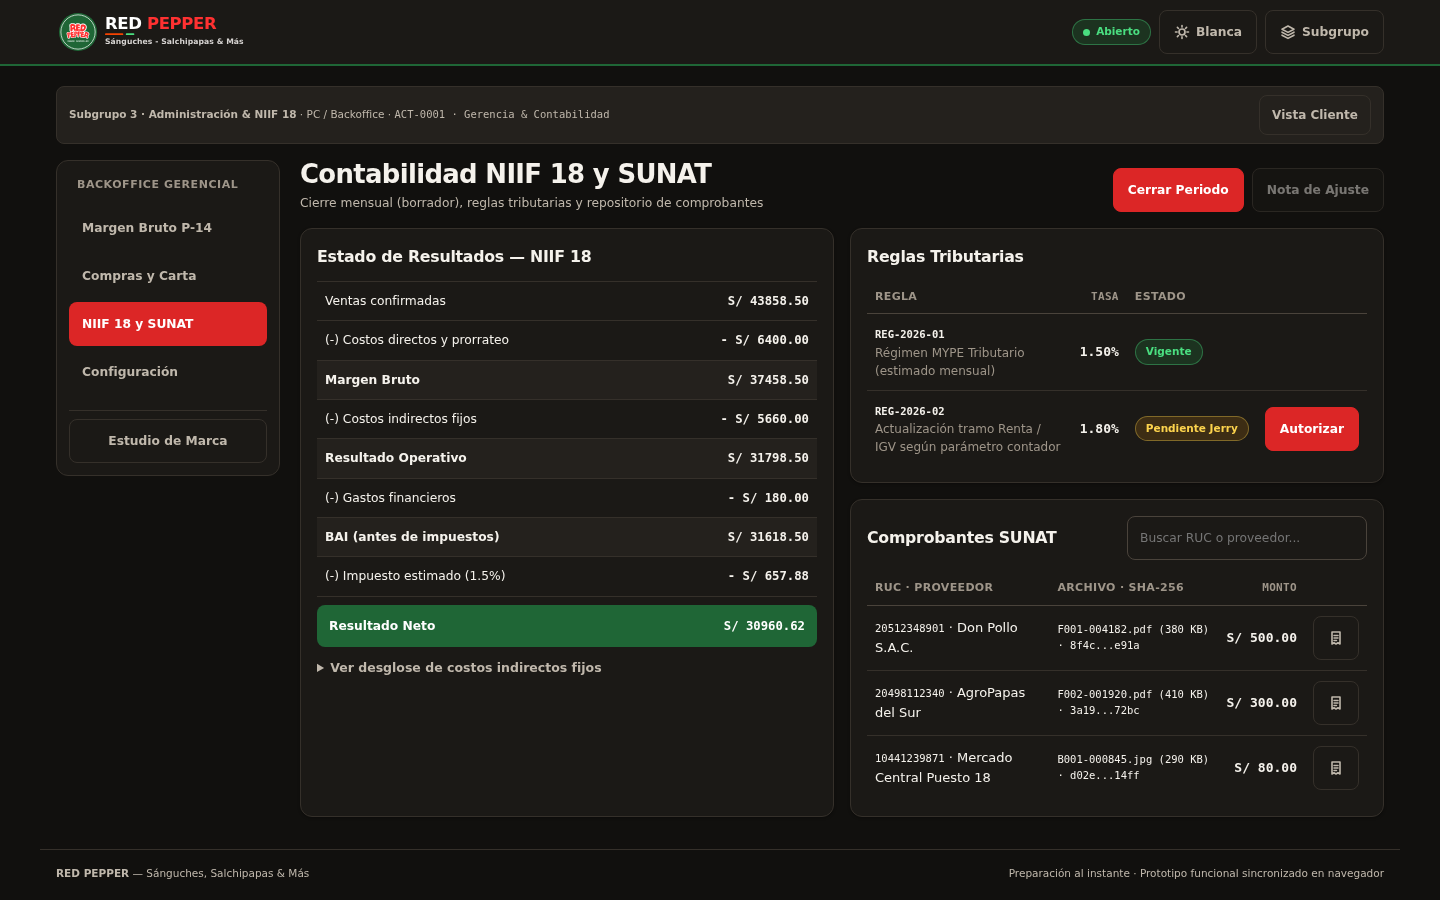 RED PEPPER
Sánguches - Salchipapas & Más
Abierto
Blanca
Subgrupo
Subgrupo 3 · Administración & NIIF 18 · PC / Backoffice · ACT-0001 · Gerencia & Contabilidad
Vista Cliente
BACKOFFICE GERENCIAL
Margen Bruto P-14
Compras y Carta
NIIF 18 y SUNAT
Configuración
Estudio de Marca
Contabilidad NIIF 18 y SUNAT
Cierre mensual (borrador), reglas tributarias y repositorio de comprobantes
Cerrar Periodo
Nota de Ajuste
Estado de Resultados — NIIF 18
Ventas confirmadas S/ 43858.50
(-) Costos directos y prorrateo - S/ 6400.00
Margen Bruto S/ 37458.50
(-) Costos indirectos fijos - S/ 5660.00
Resultado Operativo S/ 31798.50
(-) Gastos financieros - S/ 180.00
BAI (antes de impuestos) S/ 31618.50
(-) Impuesto estimado (1.5%) - S/ 657.88
Resultado Neto S/ 30960.62
Ver desglose de costos indirectos fijos
Reglas Tributarias
REGLA TASA ESTADO
REG-2026-01
Régimen MYPE Tributario
(estimado mensual)
1.50%
Vigente
REG-2026-02
Actualización tramo Renta /
IGV según parámetro contador
1.80%
Pendiente Jerry
Autorizar
Comprobantes SUNAT
Buscar RUC o proveedor...
RUC · PROVEEDOR ARCHIVO · SHA-256 MONTO
20512348901 · Don Pollo
S.A.C.
F001-004182.pdf (380 KB)
· 8f4c...e91a
S/ 500.00
20498112340 · AgroPapas
del Sur
F002-001920.pdf (410 KB)
· 3a19...72bc
S/ 300.00
10441239871 · Mercado
Central Puesto 18
B001-000845.jpg (290 KB)
· d02e...14ff
S/ 80.00
RED PEPPER — Sánguches, Salchipapas & Más
Preparación al instante · Prototipo funcional sincronizado en navegador